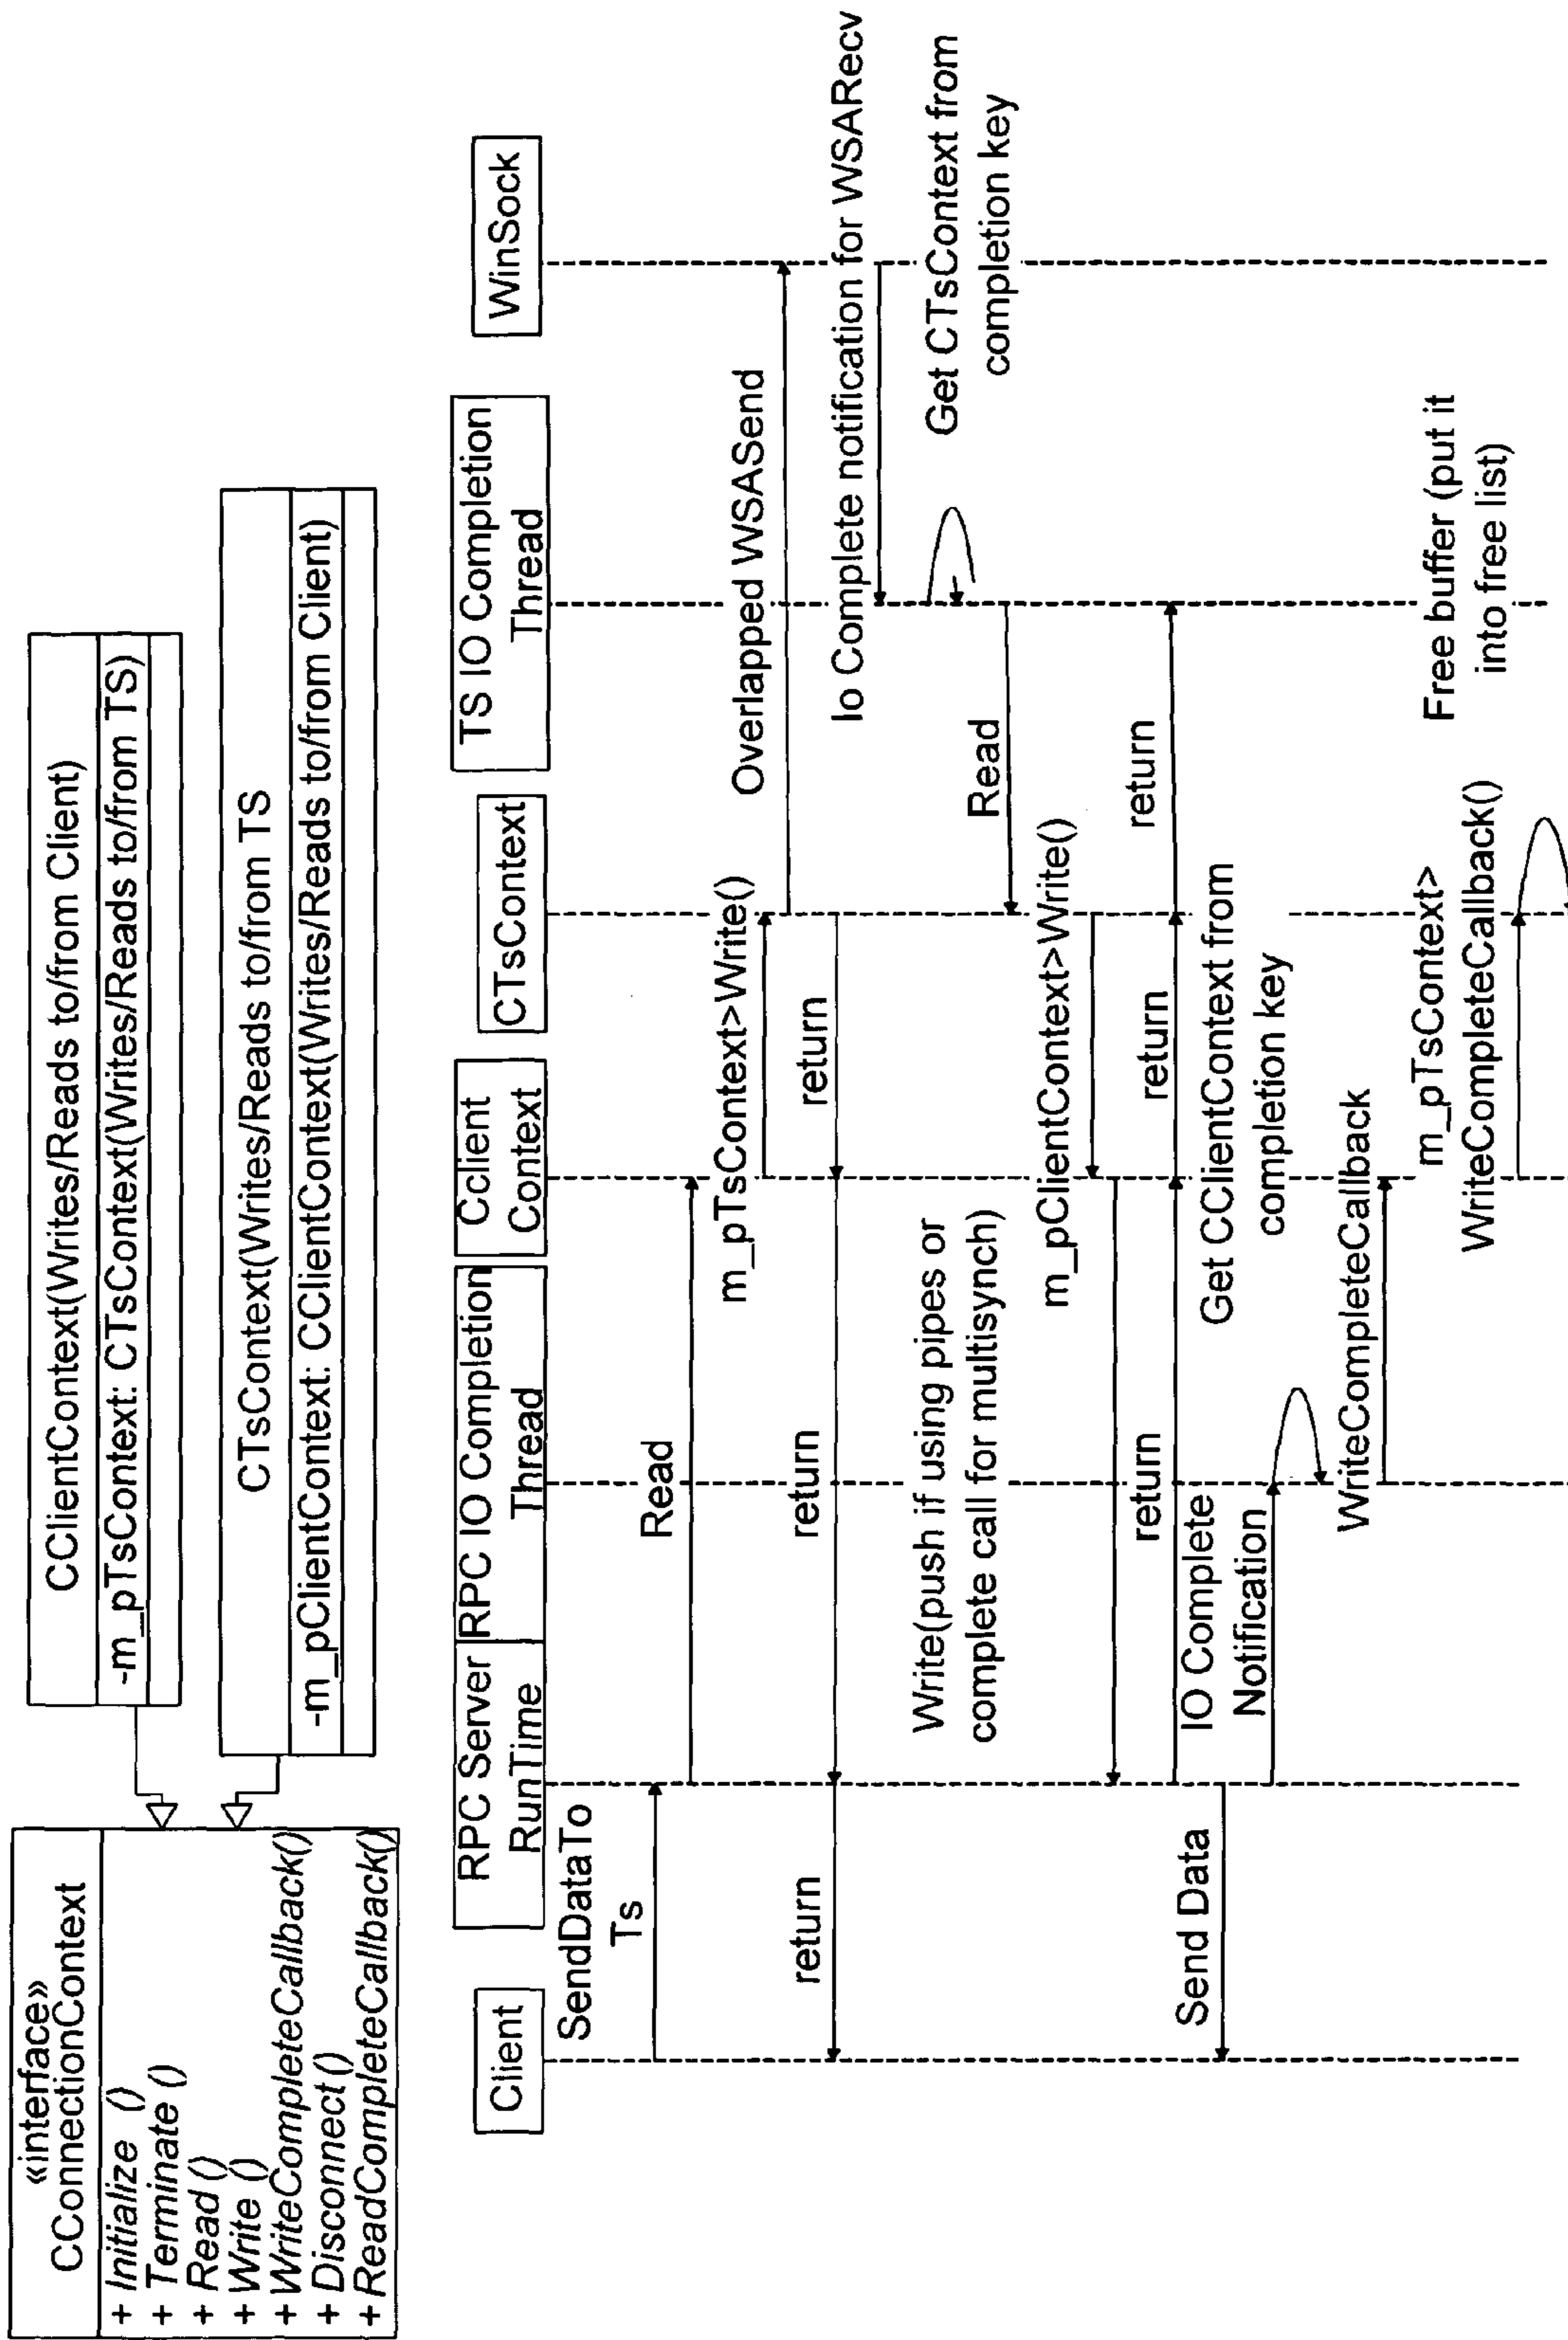 «interface»
CConnectionContext
+ Initialize ()
+ Terminate ()
+ Read ()
+ Write ()
+ WriteCompleteCallback()
+ Disconnect ()
+ ReadCompleteCallback()
CClientContext(Writes/Reads to/from Client)
-m_pTsContext: CTsContext(Writes/Reads to/from TS)
CTsContext(Writes/Reads to/from TS
-m_pClientContext: CClientContext(Writes/Reads to/from Client)
Client
RPC Server
RunTime
RPC IO Completion
Thread
Cclient
Context
CTsContext
TS IO Completion
Thread
WinSock
SendDataTo
Ts
Read
m_pTsContext>Write()
Overlapped WSASend
return
return
return
Io Complete notification for WSARecv
Get CTsContext from
completion key
Read
m_pClientContext>Write()
Write(push if using pipes or
complete call for multisynch)
return
return
return
Send Data
IO Complete
Notification
Get CClientContext from
completion key
WriteCompleteCallback
m_pTsContext>
WriteCompleteCallback()
Free buffer (put it
into free list)